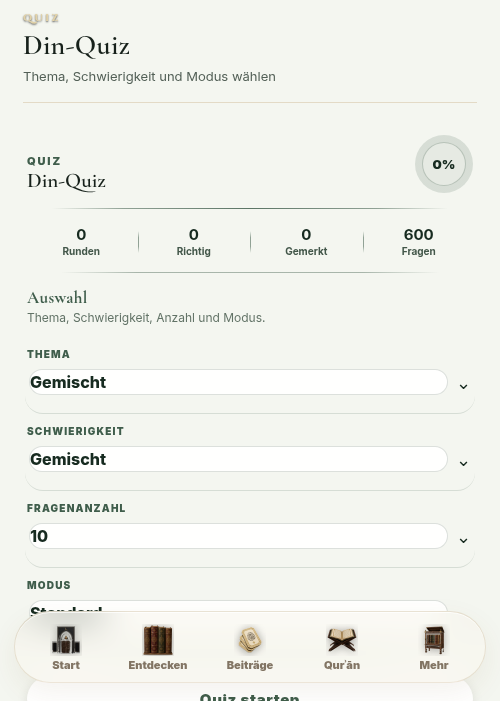 QUIZ
Din-Quiz
Thema, Schwierigkeit und Modus wählen
0%
QUIZ
Din-Quiz
0 0 0 600
Runden Richtig Gemerkt Fragen
Auswahl
Thema, Schwierigkeit, Anzahl und Modus.
THEMA
Gemischt
SCHWIERIGKEIT
Gemischt
FRAGENANZAHL
10
MODUS
Standard
Start Entdecken Beiträge Qurʾān Mehr
Quiz starten